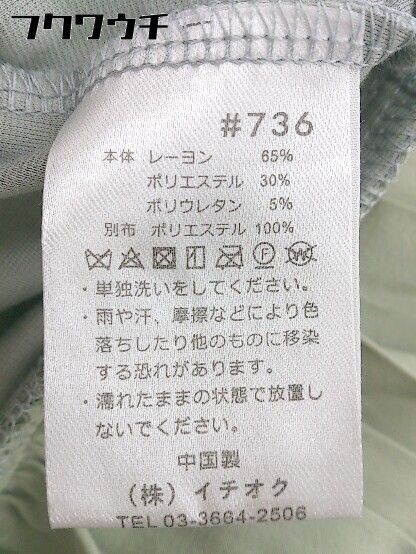 フクワウチ
#736
本体 レーヨン 65%
ポリエステル 30%
ポリウレタン 5%
別布 ポリエステル 100%
・単独洗いをしてください。
・雨や汗、摩擦などにより色
落ちしたり他のものに移染
する恐れがあります。
・濡れたままの状態で放置し
ないでください。
中国製
(株)イチオク
TEL 03-3664-2506